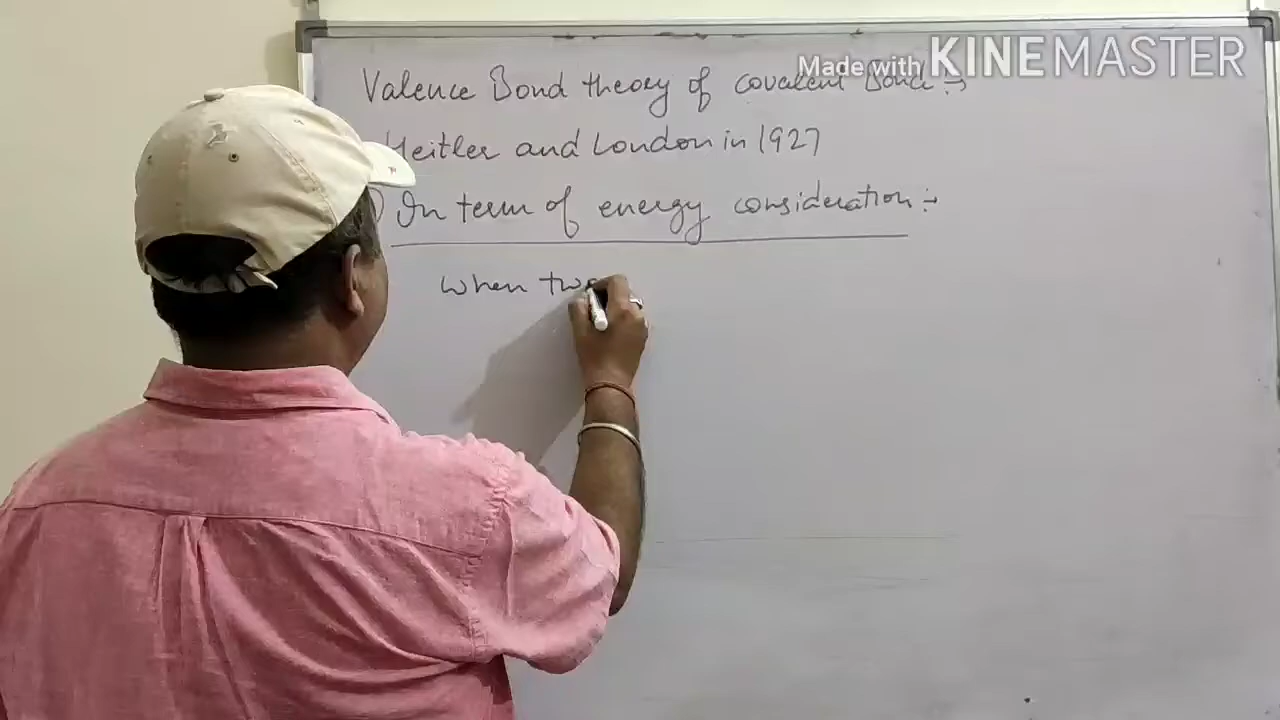 Made with KINEMASTER
Valence Bond theory of covalent Bond :→
Heitler and London in 1927
) In term of energy consideration :→
When two